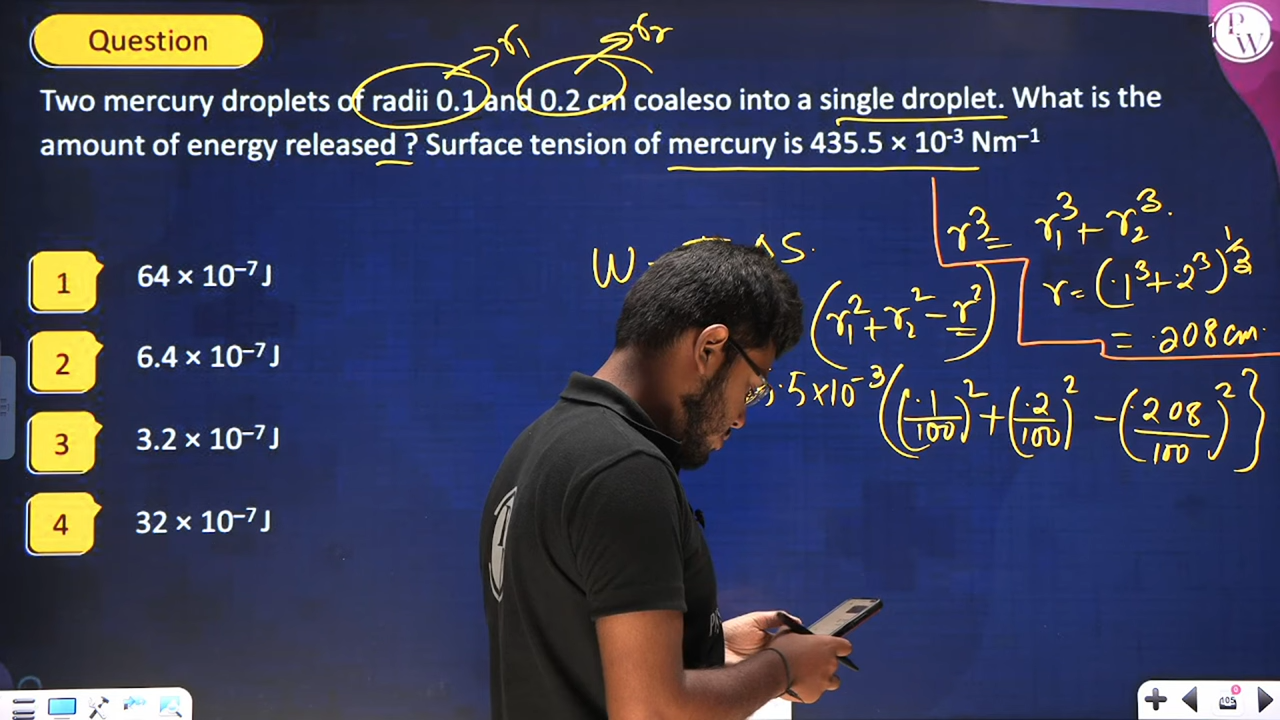 Question
Two mercury droplets of radii 0.1 and 0.2 cm coaleso into a single droplet. What is the
amount of energy released ? Surface tension of mercury is 435.5 × 10⁻³ Nm⁻¹
r₁
1 64 × 10⁻⁷ J
2 6.4 × 10⁻⁷ J
3 3.2 × 10⁻⁷ J
4 32 × 10⁻⁷ J
W
ΔS.
(r₁² + r₂² − r²)
.5×10⁻³ ((.1/100)² + (.2/100)² − (.208/100)²}
r³ = r₁³ + r₂³.
r = (.1³ + .2³)^
= .208 cm.
PW
105